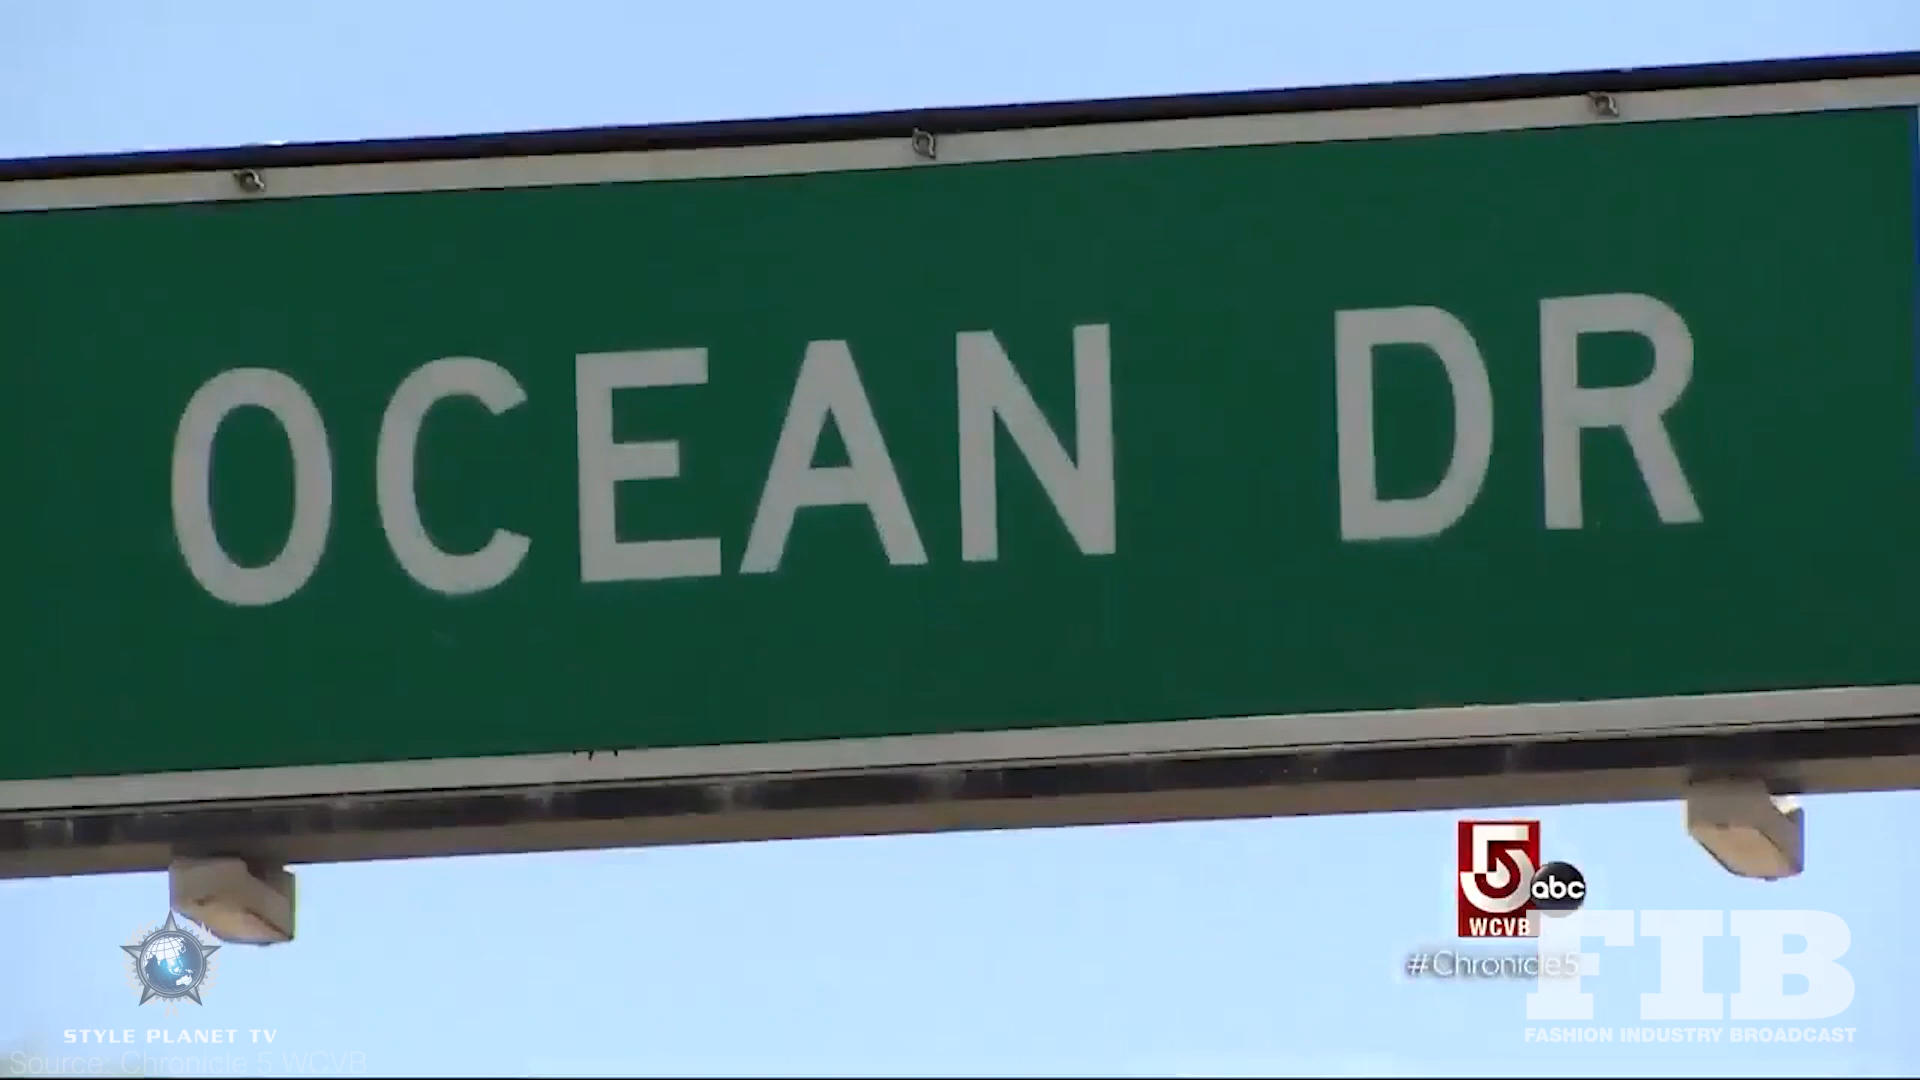 OCEAN DR
5
abc
WCVB
#Chronicle5
FIB
FASHION INDUSTRY BROADCAST
STYLE PLANET TV
Source: Chronicle 5 WCVB